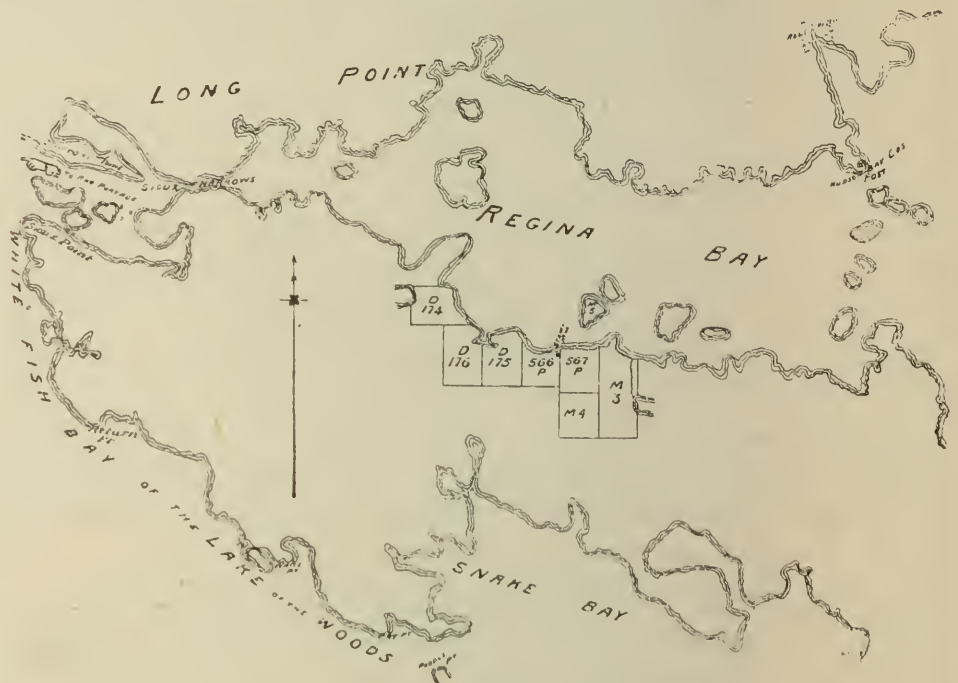 LONG POINT
SIOUX NARROWS
HUDSON BAY COS
POST
REGINA BAY
WHITE FISH BAY OF THE LAKE OF THE WOODS
D
174
D
176
D
175
566
P
567
P
M
3
M4
SNAKE BAY